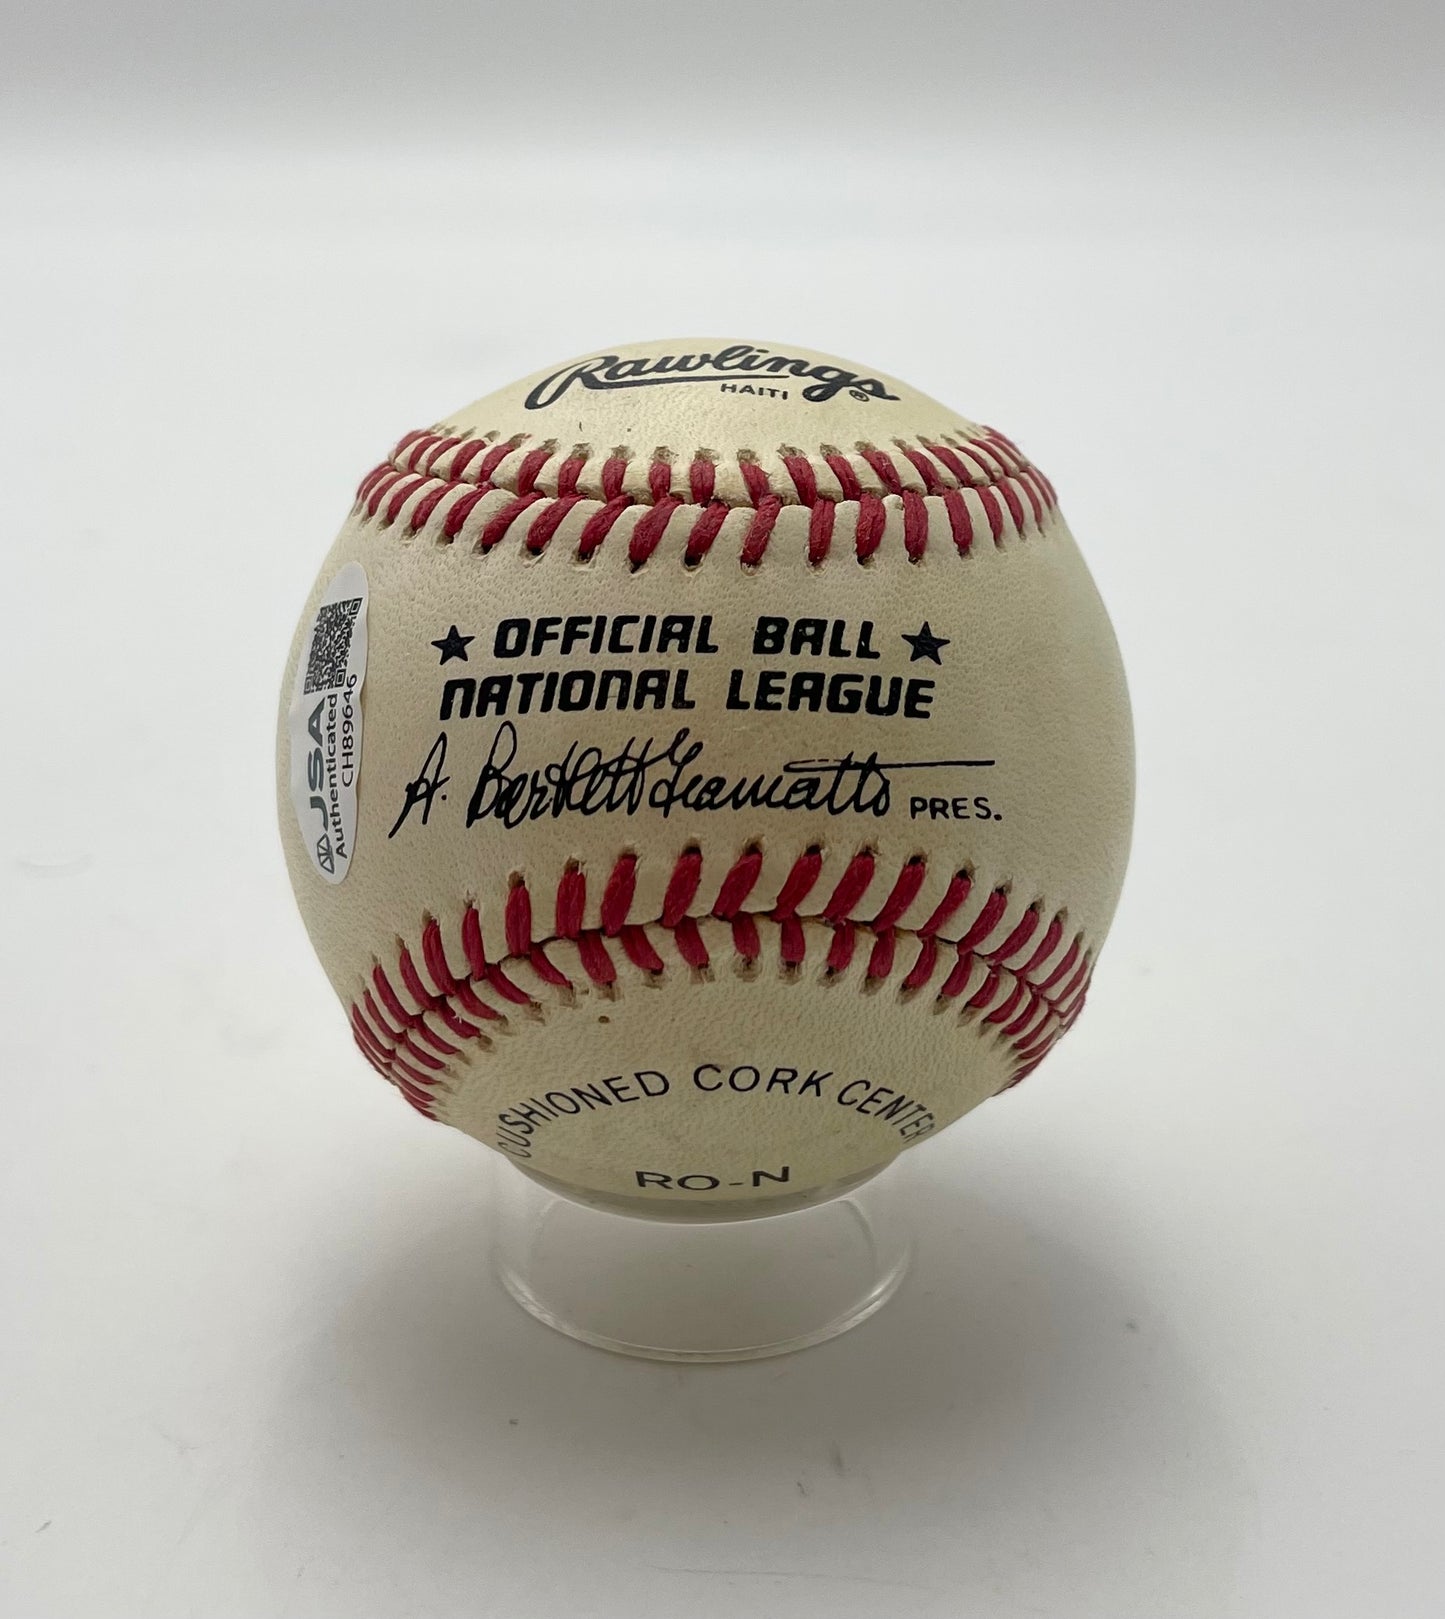 Rawlings®
HAITI
★ OFFICIAL BALL ★
NATIONAL LEAGUE
A. Bartlett Giamatti PRES.
CUSHIONED CORK CENTER
RO-N
JSA
Authenticated
CH89646